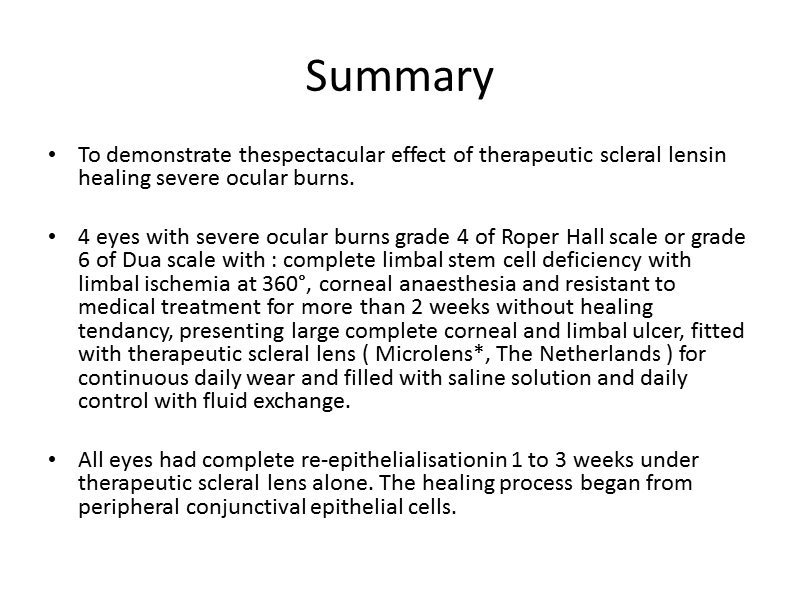 Summary
• To demonstrate thespectacular effect of therapeutic scleral lensin
healing severe ocular burns.
• 4 eyes with severe ocular burns grade 4 of Roper Hall scale or grade
6 of Dua scale with : complete limbal stem cell deficiency with
limbal ischemia at 360°, corneal anaesthesia and resistant to
medical treatment for more than 2 weeks without healing
tendancy, presenting large complete corneal and limbal ulcer, fitted
with therapeutic scleral lens ( Microlens*, The Netherlands ) for
continuous daily wear and filled with saline solution and daily
control with fluid exchange.
• All eyes had complete re-epithelialisationin 1 to 3 weeks under
therapeutic scleral lens alone. The healing process began from
peripheral conjunctival epithelial cells.